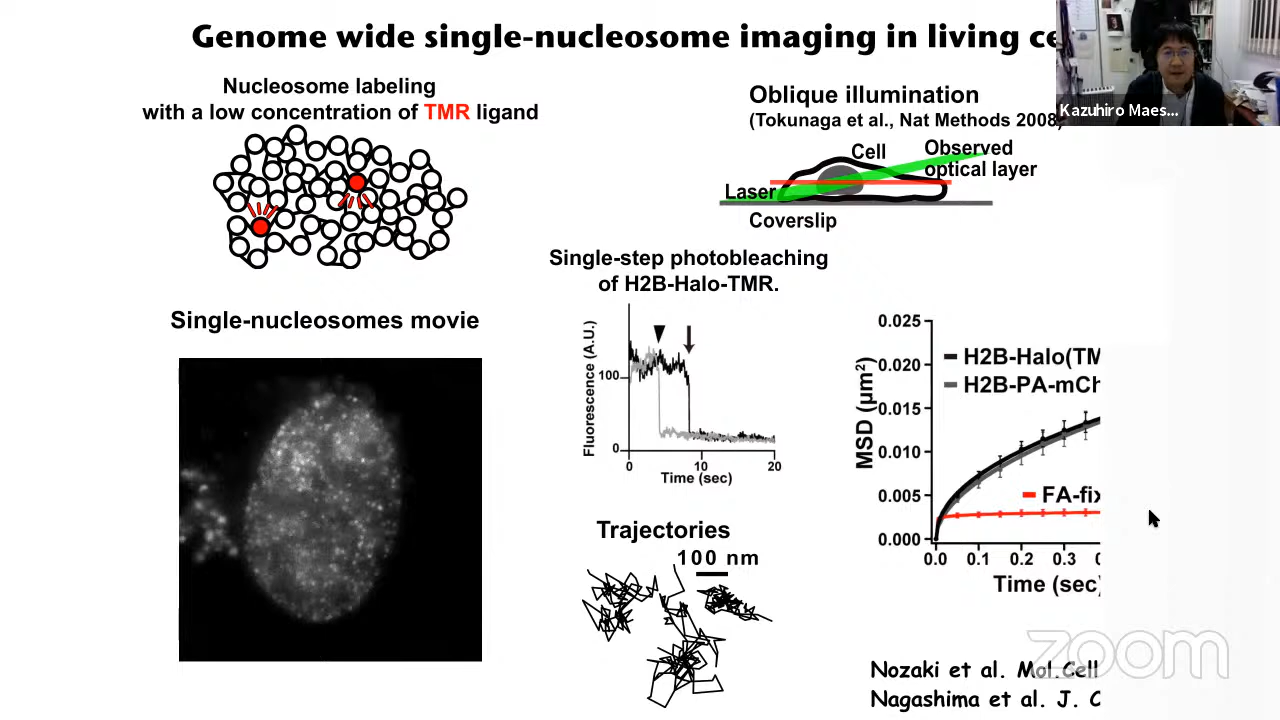 Genome wide single-nucleosome imaging in living ce
Kazuhiro Maes...
Nucleosome labeling
with a low concentration of TMR ligand
Oblique illumination
(Tokunaga et al., Nat Methods 2008)
Cell
Observed
optical layer
Laser
Coverslip
Single-step photobleaching
of H2B-Halo-TMR.
Fluorescence (A.U.)
100
0
0 10 20
Time (sec)
Single-nucleosomes movie
Trajectories
100 nm
MSD (μm²)
0.025
0.020
0.015
0.010
0.005
0.000
H2B-Halo(TM
H2B-PA-mCh
FA-fix
0.0 0.1 0.2 0.3
Time (sec)
zoom
Nozaki et al. Mol.Cell
Nagashima et al. J. C